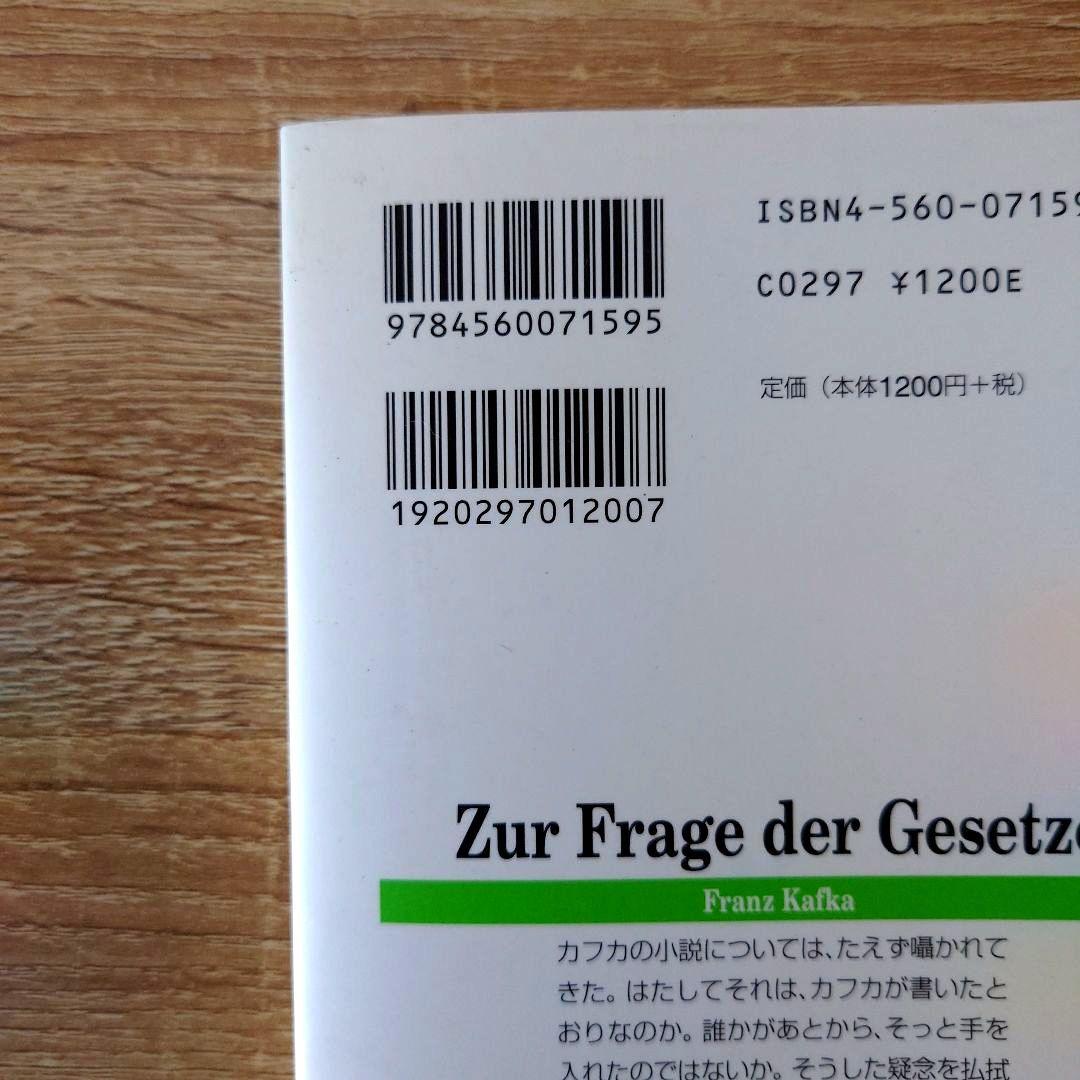 9784560071595
1920297012007
ISBN4-560-07159
C0297 ¥1200E
定価（本体1200円＋税）
Zur Frage der Gesetze
Franz Kafka
カフカの小説については、たえず囁かれて
きた。はたしてそれは、カフカが書いたと
おりなのか。誰かがあとから、そっと手を
入れたのではないか。そうした疑念を払拭